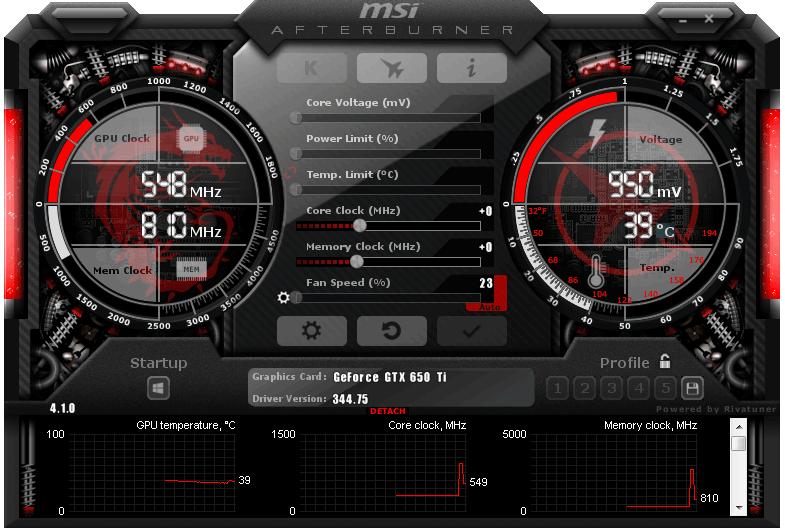 msi
AFTERBURNER
K i
Core Voltage (mV)
Power Limit (%)
Temp. Limit (ºC)
Core Clock (MHz) +0
Memory Clock (MHz) +0
Fan Speed (%) 23
Auto
0 200 400 600 800 1000 1200 1400 1600 1800
GPU Clock GPU
548 MHz
810 MHz
Mem Clock MEM
500 1000 1500 2000 2500 3000 3500 4000 4500
0 .25 .5 .75 1 1.25 1.5 1.75
Voltage
950 mV
39 °C
Temp.
32°F 50 68 86 104 122 140 158 176 194
0 10 20 30 40 50 60 70 80 90
Startup
Profile
1 2 3 4 5
Graphics Card: GeForce GTX 650 Ti
Driver Version: 344.75
4.1.0
DETACH
Powered by Rivatuner
GPU temperature, °C
100
39
0
Core clock, MHz
1500
549
0
Memory clock, MHz
5000
810
0